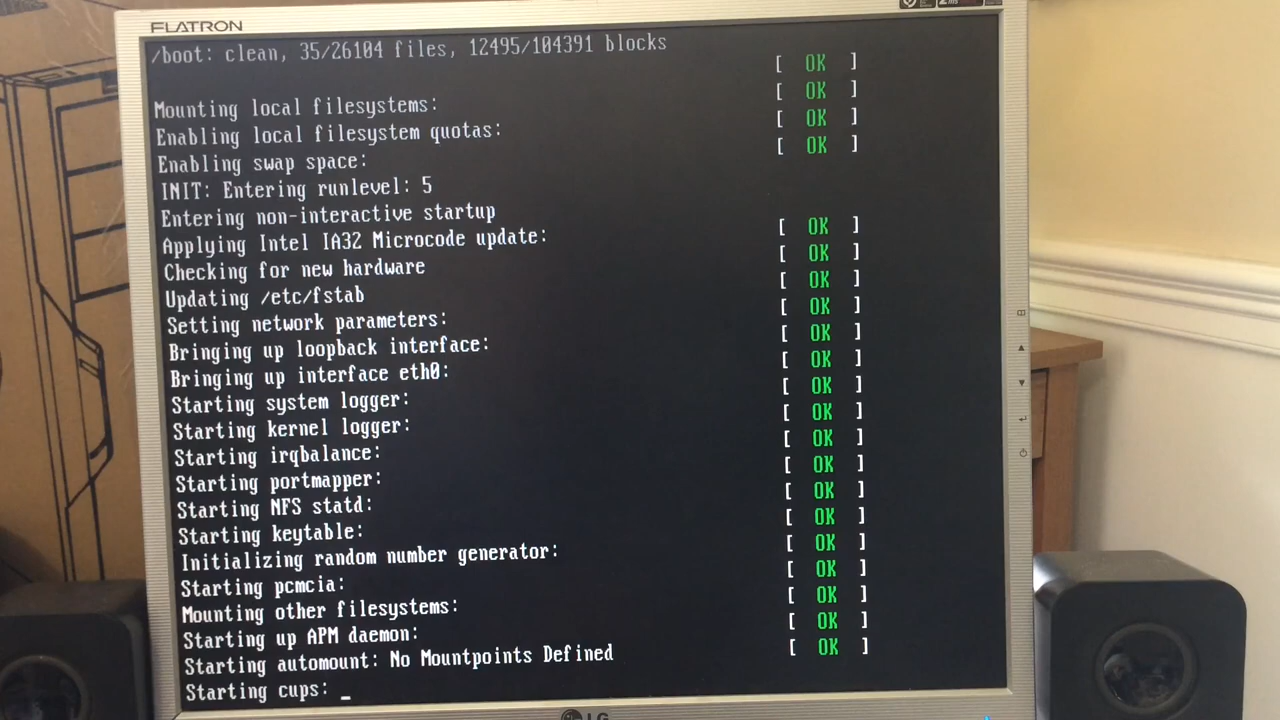 FLATRON
/boot: clean, 35/26104 files, 12495/104391 blocks
[ OK ]
[ OK ]
Mounting local filesystems: [ OK ]
Enabling local filesystem quotas: [ OK ]
Enabling swap space:
INIT: Entering runlevel: 5
Entering non-interactive startup
Applying Intel IA32 Microcode update: [ OK ]
Checking for new hardware [ OK ]
Updating /etc/fstab [ OK ]
Setting network parameters: [ OK ]
Bringing up loopback interface: [ OK ]
Bringing up interface eth0: [ OK ]
Starting system logger: [ OK ]
Starting kernel logger: [ OK ]
Starting irqbalance: [ OK ]
Starting portmapper: [ OK ]
Starting NFS statd: [ OK ]
Starting keytable: [ OK ]
Initializing random number generator: [ OK ]
Starting pcmcia: [ OK ]
Mounting other filesystems: [ OK ]
Starting up APM daemon: [ OK ]
Starting automount: No Mountpoints Defined [ OK ]
Starting cups: _
LG